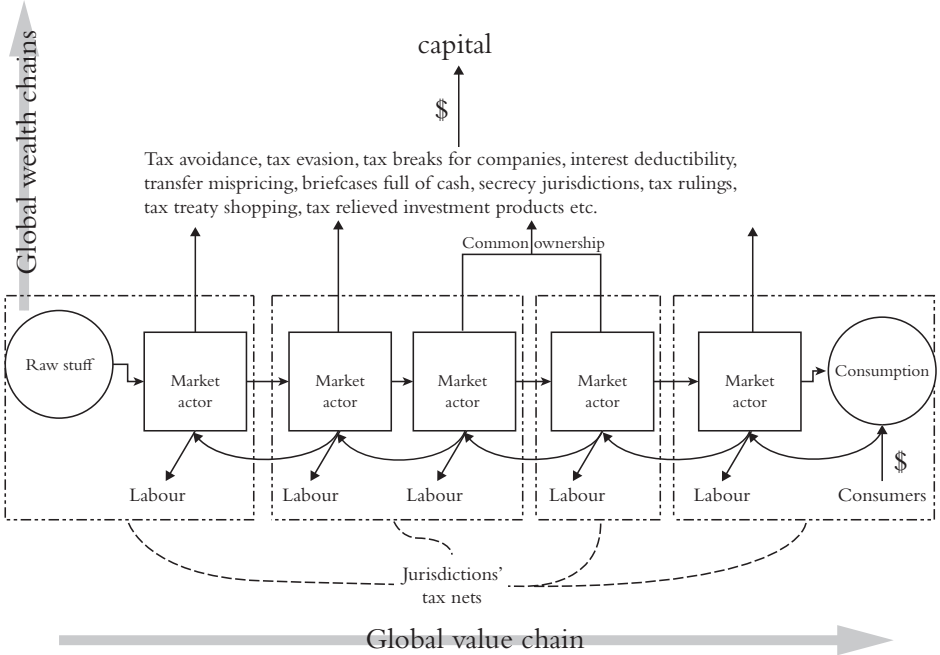 Global wealth chains
capital
$
Tax avoidance, tax evasion, tax breaks for companies, interest deductibility,
transfer mispricing, briefcases full of cash, secrecy jurisdictions, tax rulings,
tax treaty shopping, tax relieved investment products etc.
Common ownership
Raw stuff
Market
actor
Market
actor
Market
actor
Market
actor
Market
actor
Consumption
$
Labour
Labour
Labour
Labour
Labour
Consumers
Jurisdictions’
tax nets
Global value chain